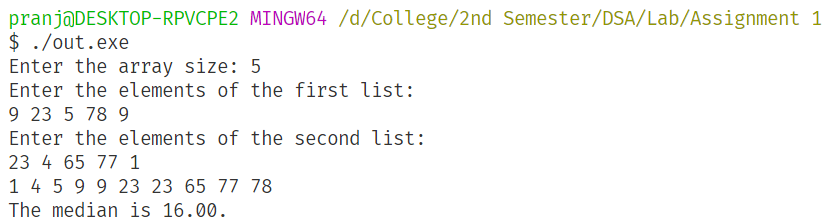 pranj@DESKTOP-RPVCPE2 MINGW64 /d/College/2nd Semester/DSA/Lab/Assignment 1
$ ./out.exe
Enter the array size: 5
Enter the elements of the first list:
9 23 5 78 9
Enter the elements of the second list:
23 4 65 77 1
1 4 5 9 9 23 23 65 77 78
The median is 16.00.